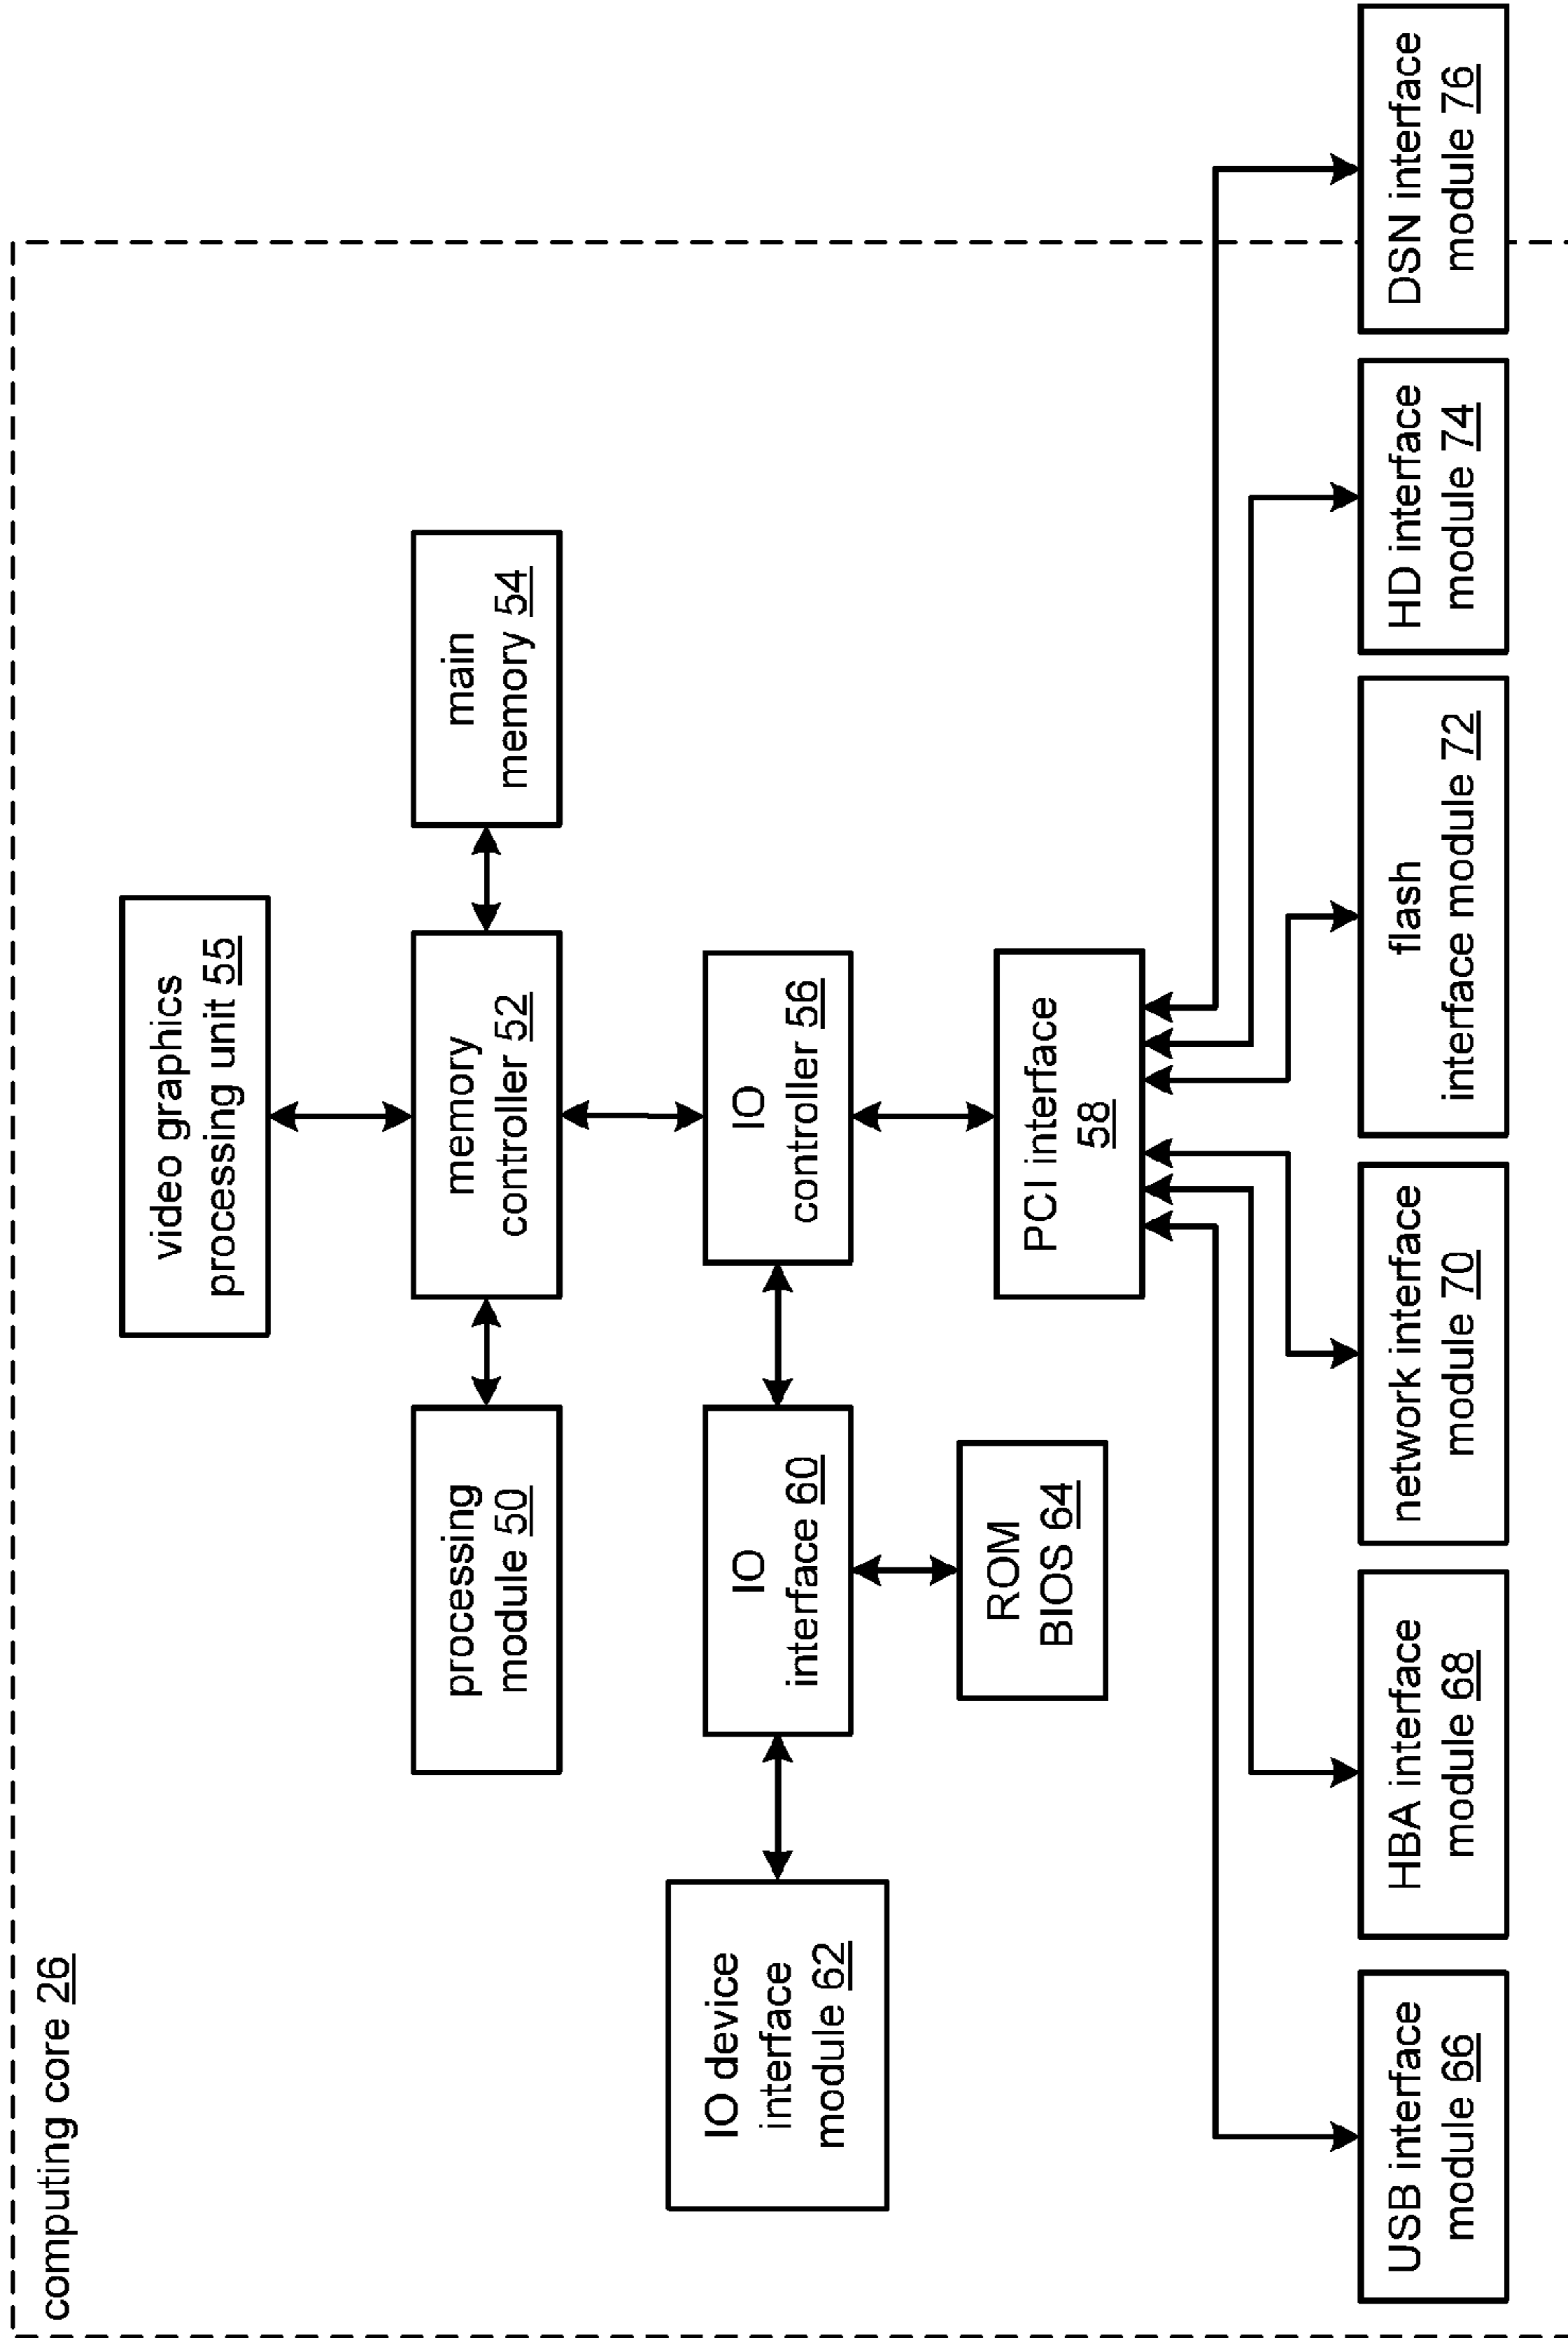 computing core 26
video graphics
processing unit 55
processing
module 50
memory
controller 52
main
memory 54
IO device
interface
module 62
IO
interface 60
IO
controller 56
ROM
BIOS 64
PCI interface
58
USB interface
module 66
HBA interface
module 68
network interface
module 70
flash
interface module 72
HD interface
module 74
DSN interface
module 76